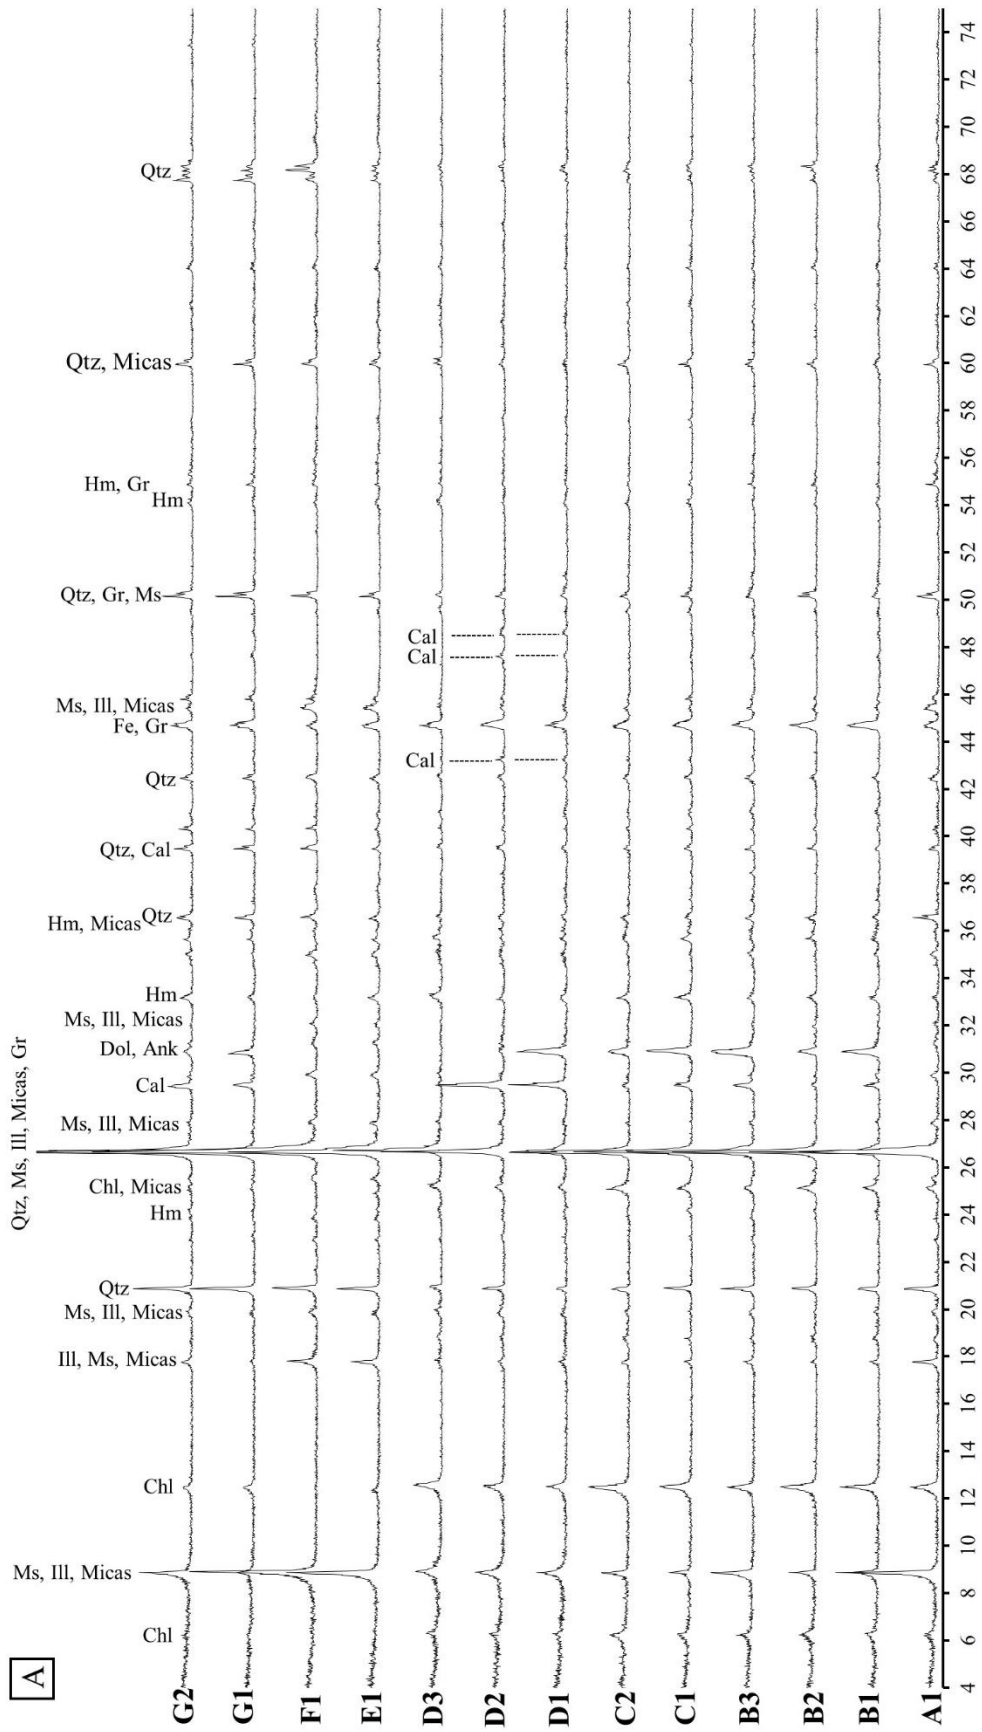 A
Qtz, Ms, Ill, Micas, Gr
Chl
Ms, Ill, Micas
Chl
Ill, Ms, Micas
Ms, Ill, Micas
Qtz
Hm
Chl, Micas
Ms, Ill, Micas
Cal
Dol, Ank
Ms, Ill, Micas
Hm
Hm, Micas
Qtz
Qtz, Cal
Qtz
Fe, Gr
Ms, Ill, Micas
Qtz, Gr, Ms
Hm
Hm, Gr
Qtz, Micas
Qtz
Cal
Cal
Cal
G2
G1
F1
E1
D3
D2
D1
C2
C1
B3
B2
B1
A1
4 6 8 10 12 14 16 18 20 22 24 26 28 30 32 34 36 38 40 42 44 46 48 50 52 54 56 58 60 62 64 66 68 70 72 74